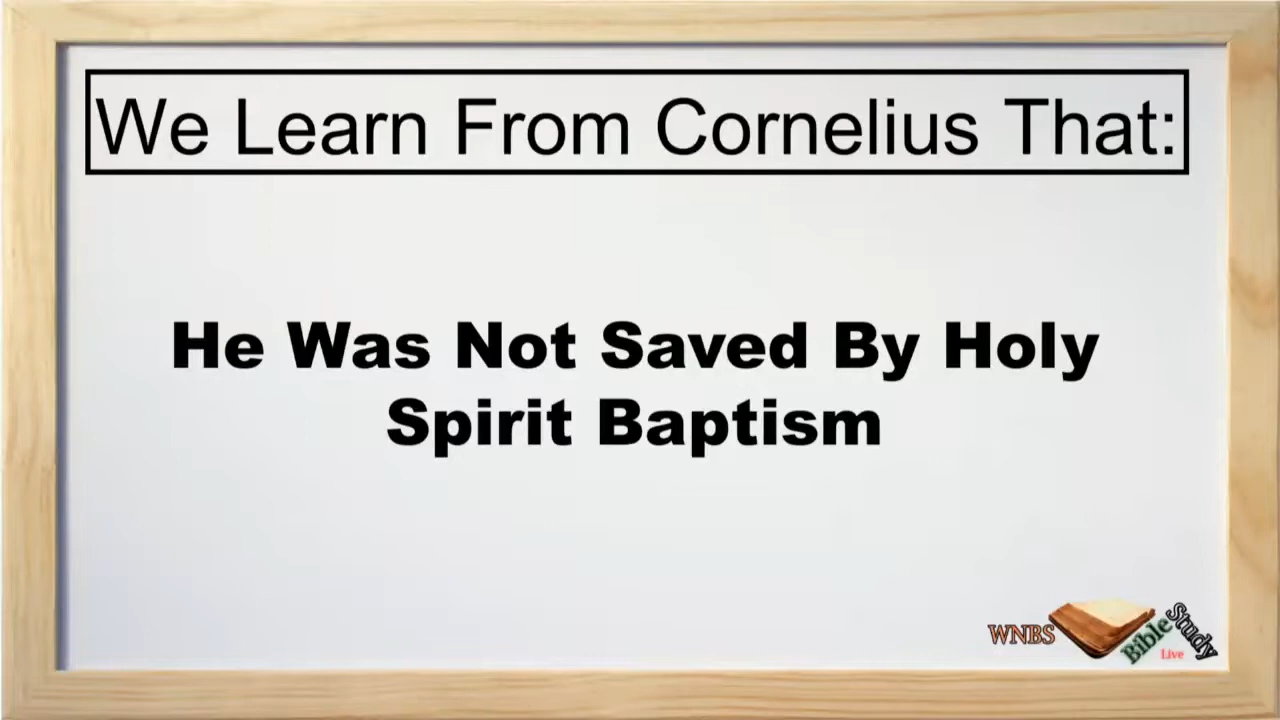 We Learn From Cornelius That:
He Was Not Saved By Holy
Spirit Baptism
WNBS
Bible
Study
Live